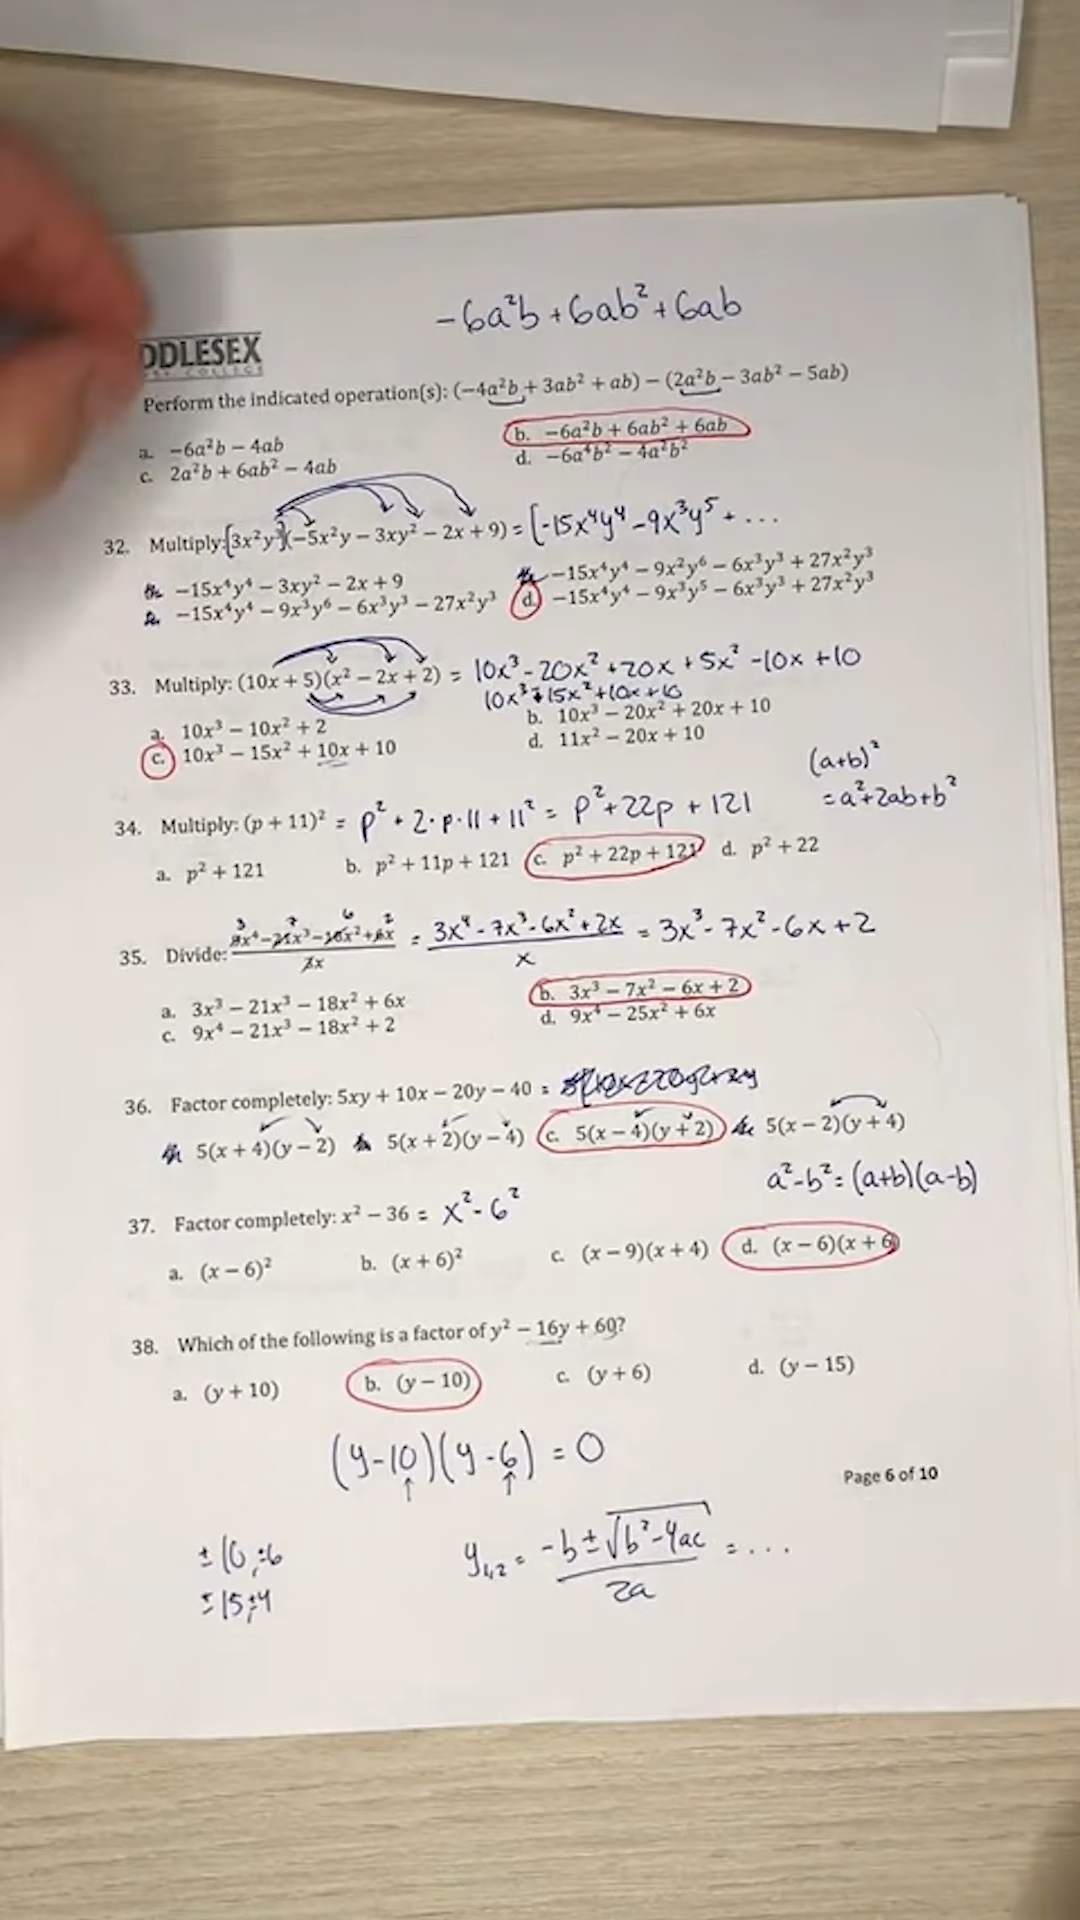 -6a²b + 6ab² + 6ab
DDLESEX
COLLEGE
Perform the indicated operation(s): (−4a²b + 3ab² + ab) − (2a²b − 3ab² − 5ab)
a. −6a²b − 4ab
b. −6a²b + 6ab² + 6ab
c. 2a²b + 6ab² − 4ab
d. −6a⁴b² − 4a²b²
32. Multiply: (3x²y³)(−5x²y − 3xy² − 2x + 9) = [-15x⁴y⁴ - 9x³y⁵ + ...
−15x⁴y⁴ − 3xy² − 2x + 9
−15x⁴y⁴ − 9x²y⁶ − 6x³y³ + 27x²y³
−15x⁴y⁴ − 9x³y⁶ − 6x³y³ − 27x²y³
d. −15x⁴y⁴ − 9x³y⁵ − 6x³y³ + 27x²y³
33. Multiply: (10x + 5)(x² − 2x + 2) = 10x³ - 20x² + 20x + 5x² - 10x + 10
10x³ + 15x² + 10x + 10
a. 10x³ − 10x² + 2
b. 10x³ − 20x² + 20x + 10
c. 10x³ − 15x² + 10x + 10
d. 11x² − 20x + 10
(a+b)²
= a² + 2ab + b²
34. Multiply: (p + 11)² = p² + 2·p·11 + 11² = p² + 22p + 121
a. p² + 121
b. p² + 11p + 121
c. p² + 22p + 121
d. p² + 22
3 7 6 2
35. Divide: (9x⁴−21x³−18x²+6x)/3x = (3x⁴ - 7x³ - 6x² + 2x)/x = 3x³ - 7x² - 6x + 2
a. 3x³ − 21x³ − 18x² + 6x
b. 3x³ − 7x² − 6x + 2
c. 9x⁴ − 21x³ − 18x² + 2
d. 9x⁴ − 25x² + 6x
36. Factor completely: 5xy + 10x − 20y − 40 =
5(x + 4)(y − 2)
5(x + 2)(y − 4)
c. 5(x − 4)(y + 2)
5(x − 2)(y + 4)
a² - b² = (a+b)(a-b)
37. Factor completely: x² − 36 = x² - 6²
a. (x − 6)²
b. (x + 6)²
c. (x − 9)(x + 4)
d. (x − 6)(x + 6)
38. Which of the following is a factor of y² − 16y + 60?
a. (y + 10)
b. (y − 10)
c. (y + 6)
d. (y − 15)
(y-10)(y-6) = 0
Page 6 of 10
± 10, ±6
± 15, ±4
y₁,₂ = (-b ± √(b² - 4ac))/2a = ...